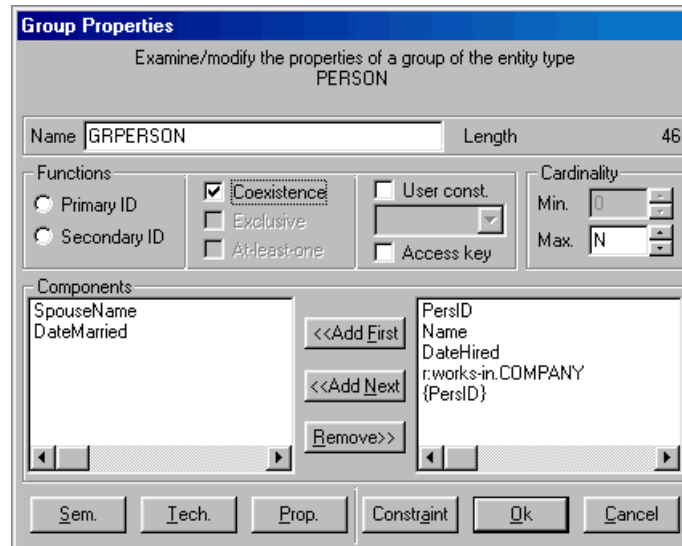 Group Properties
Examine/modify the properties of a group of the entity type
PERSON
Name GRPERSON Length 46
Functions
Primary ID
Secondary ID
Coexistence
Exclusive
At-least-one
User const.
Access key
Cardinality
Min. 0
Max. N
Components
SpouseName
DateMarried
<<Add First
<<Add Next
Remove>>
PersID
Name
DateHired
r:works-in.COMPANY
{PersID}
Sem. Tech. Prop. Constraint Ok Cancel